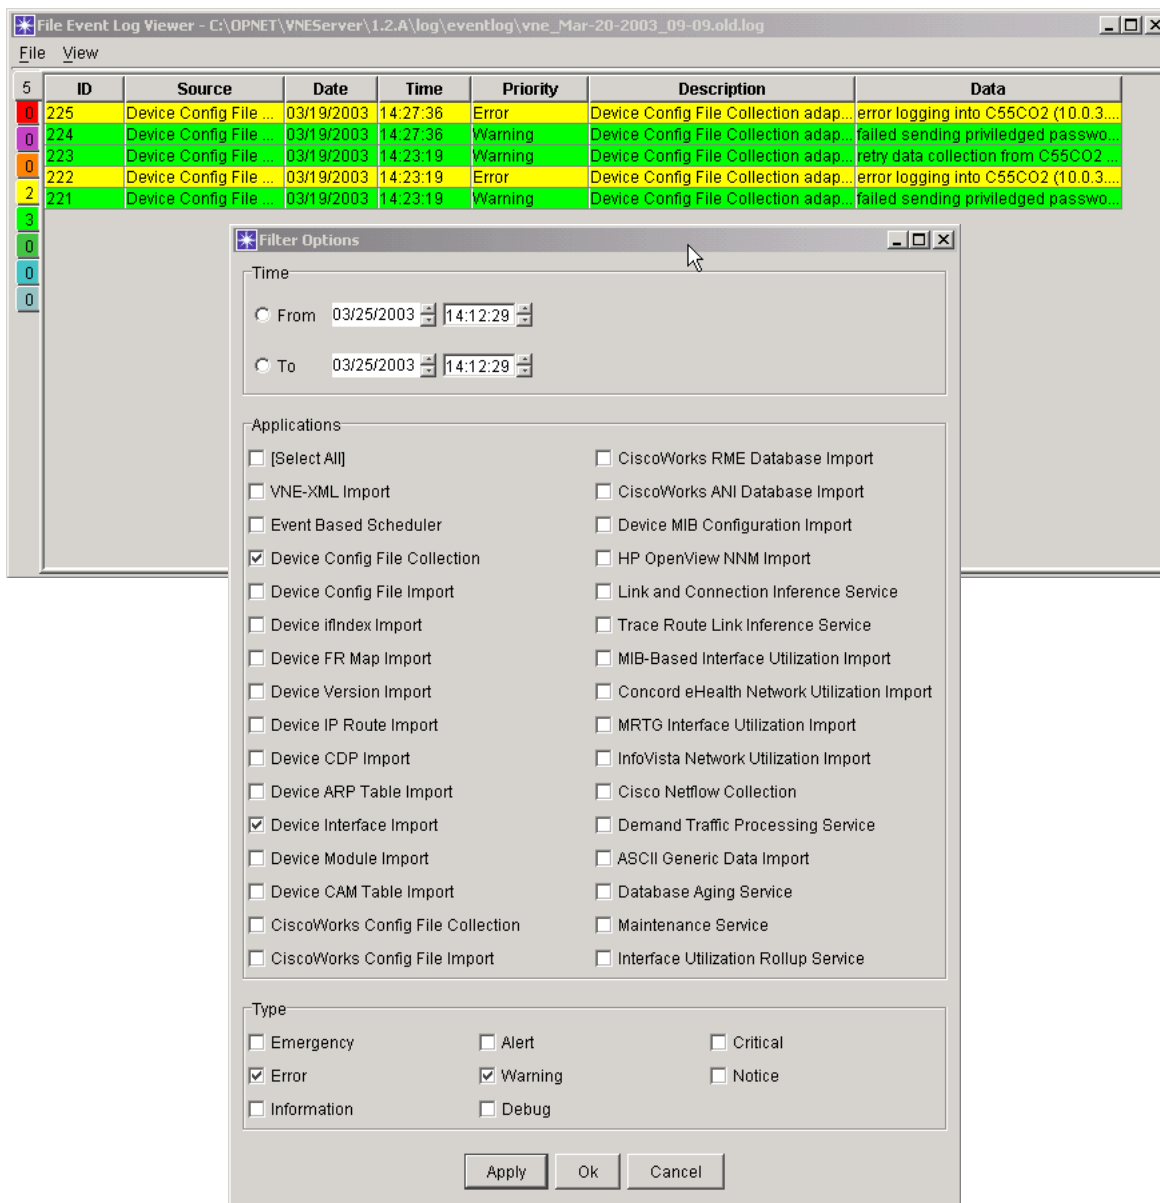 File Event Log Viewer - C:\OPNET\VNEServer\1.2.A\log\eventlog\vne_Mar-20-2003_09-09.old.log
File View
5 ID Source Date Time Priority Description Data
0 225 Device Config File ... 03/19/2003 14:27:36 Error Device Config File Collection adap... error logging into C55CO2 (10.0.3....
0 224 Device Config File ... 03/19/2003 14:27:36 Warning Device Config File Collection adap... failed sending priviledged passwo...
0 223 Device Config File ... 03/19/2003 14:23:19 Warning Device Config File Collection adap... retry data collection from C55CO2 ...
2 222 Device Config File ... 03/19/2003 14:23:19 Error Device Config File Collection adap... error logging into C55CO2 (10.0.3....
221 Device Config File ... 03/19/2003 14:23:19 Warning Device Config File Collection adap... failed sending priviledged passwo...
3
0
0
0
Filter Options
Time
From 03/25/2003 14:12:29
To 03/25/2003 14:12:29
Applications
[Select All] CiscoWorks RME Database Import
VNE-XML Import CiscoWorks ANI Database Import
Event Based Scheduler Device MIB Configuration Import
Device Config File Collection HP OpenView NNM Import
Device Config File Import Link and Connection Inference Service
Device ifIndex Import Trace Route Link Inference Service
Device FR Map Import MIB-Based Interface Utilization Import
Device Version Import Concord eHealth Network Utilization Import
Device IP Route Import MRTG Interface Utilization Import
Device CDP Import InfoVista Network Utilization Import
Device ARP Table Import Cisco Netflow Collection
Device Interface Import Demand Traffic Processing Service
Device Module Import ASCII Generic Data Import
Device CAM Table Import Database Aging Service
CiscoWorks Config File Collection Maintenance Service
CiscoWorks Config File Import Interface Utilization Rollup Service
Type
Emergency Alert Critical
Error Warning Notice
Information Debug
Apply Ok Cancel